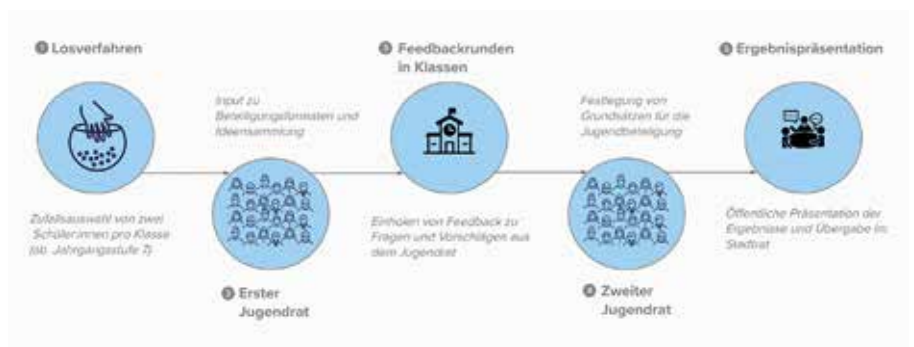 1 Losverfahren
Zufallsauswahl von zwei
Schüler:innen pro Klasse
(ab Jahrgangsstufe 7)
Input zu
Beteiligungsformaten und
Ideensammlung
2 Erster
Jugendrat
3 Feedbackrunden
in Klassen
Einholen von Feedback zu
Fragen und Vorschlägen aus
dem Jugendrat
Festlegung von
Grundsätzen für die
Jugendbeteiligung
4 Zweiter
Jugendrat
5 Ergebnispräsentation
Öffentliche Präsentation der
Ergebnisse und Übergabe im
Stadtrat